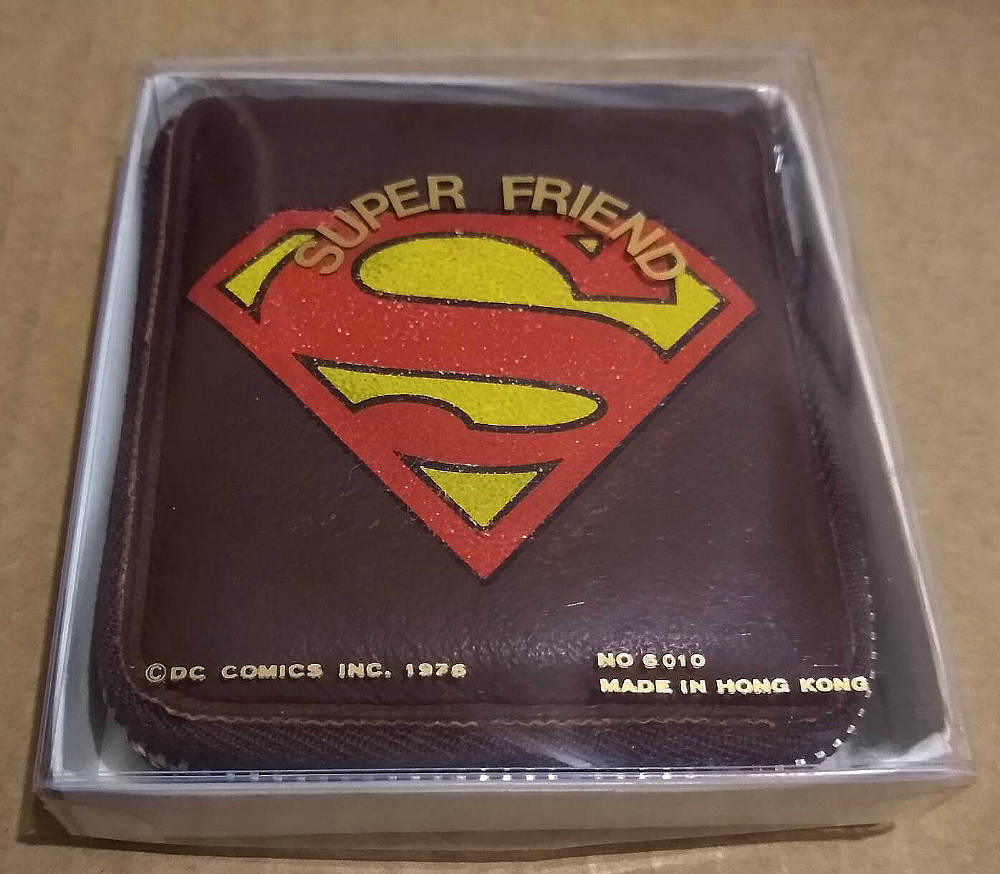 SUPER FRIEND
S
©DC COMICS INC. 1976
NO 6010
MADE IN HONG KONG